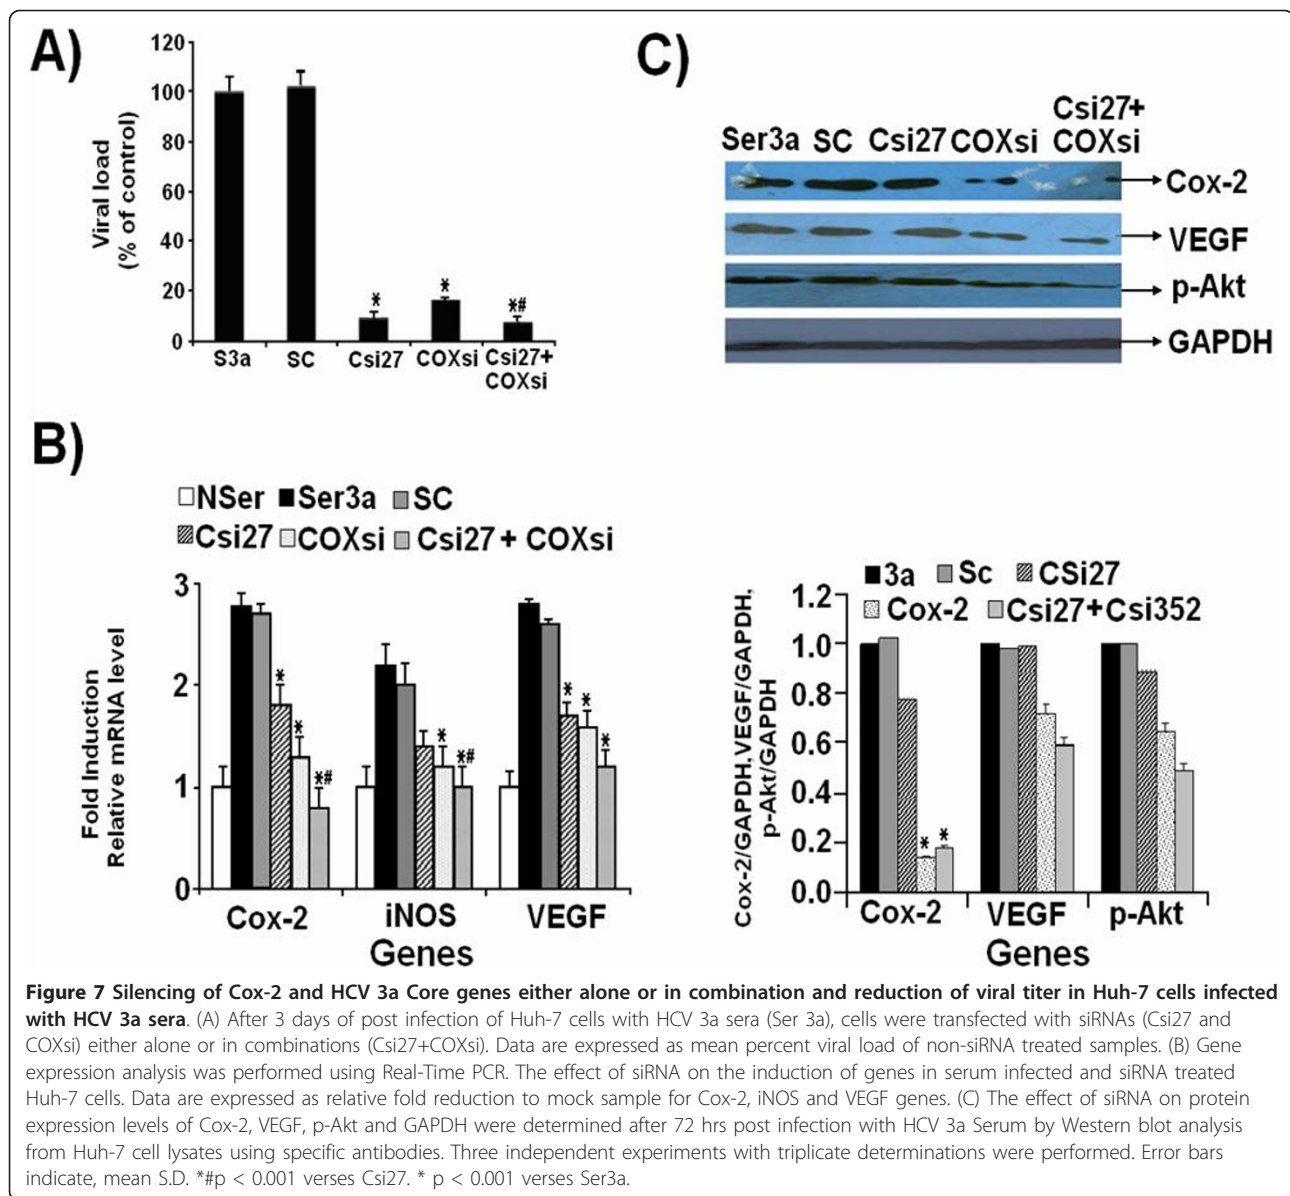 A)
120
100
80
60
40
20
0
Viral load
(% of control)
*
*
*#
S3a
SC
Csi27
COXsi
Csi27+
COXsi
C)
Ser3a SC Csi27 COXsi Csi27+
COXsi
Cox-2
VEGF
p-Akt
GAPDH
B)
NSer Ser3a SC
Csi27 COXsi Csi27 + COXsi
3
2
1
0
Fold Induction
Relative mRNA level
*
*
*#
*
*#
*
*
*
Cox-2
iNOS
VEGF
Genes
3a Sc CSi27
Cox-2 Csi27+Csi352
1.2
1.0
0.8
0.6
0.4
0.2
0.0
Cox-2/GAPDH,VEGF/GAPDH,
p-Akt/GAPDH
*
*
Cox-2
VEGF
p-Akt
Genes
Figure 7 Silencing of Cox-2 and HCV 3a Core genes either alone or in combination and reduction of viral titer in Huh-7 cells infected
with HCV 3a sera. (A) After 3 days of post infection of Huh-7 cells with HCV 3a sera (Ser 3a), cells were transfected with siRNAs (Csi27 and
COXsi) either alone or in combinations (Csi27+COXsi). Data are expressed as mean percent viral load of non-siRNA treated samples. (B) Gene
expression analysis was performed using Real-Time PCR. The effect of siRNA on the induction of genes in serum infected and siRNA treated
Huh-7 cells. Data are expressed as relative fold reduction to mock sample for Cox-2, iNOS and VEGF genes. (C) The effect of siRNA on protein
expression levels of Cox-2, VEGF, p-Akt and GAPDH were determined after 72 hrs post infection with HCV 3a Serum by Western blot analysis
from Huh-7 cell lysates using specific antibodies. Three independent experiments with triplicate determinations were performed. Error bars
indicate, mean S.D. *#p < 0.001 verses Csi27. * p < 0.001 verses Ser3a.